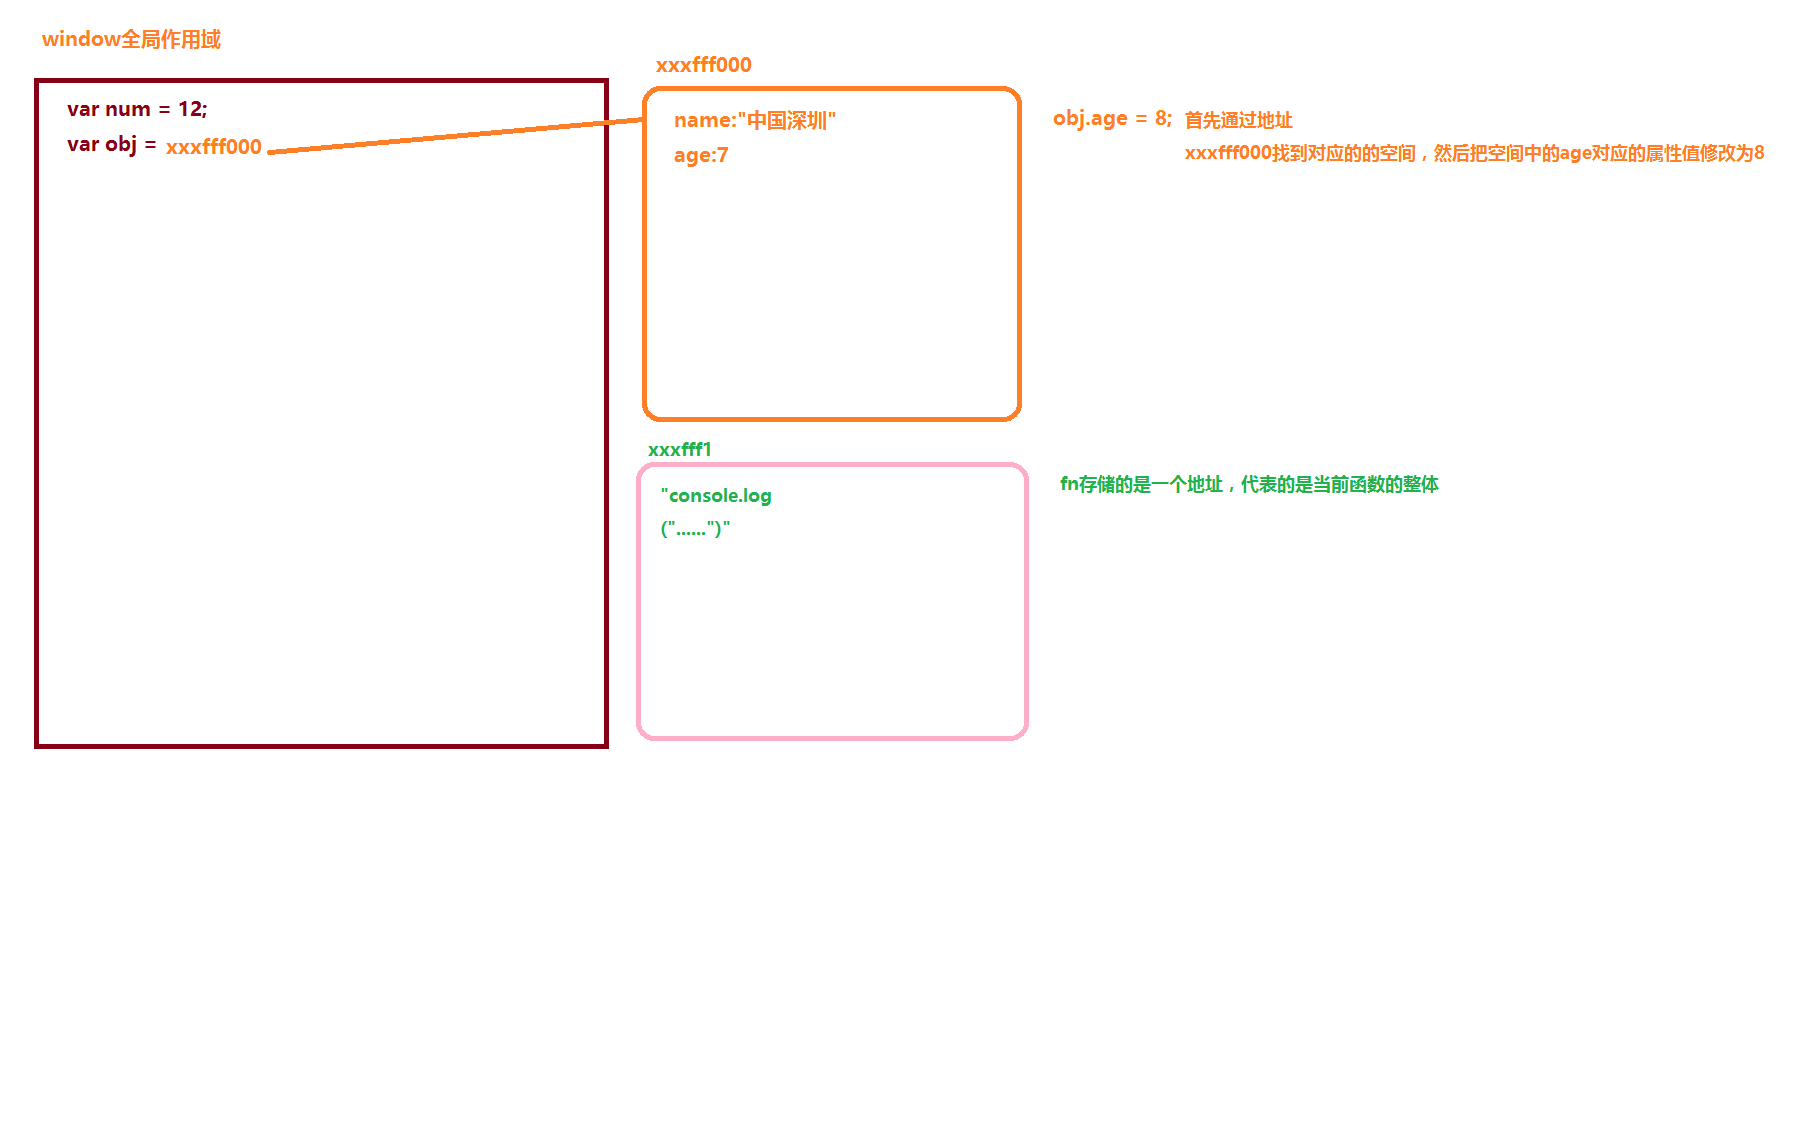 window全局作用域
var num = 12;
var obj = xxxfff000
xxxfff000
name:"中国深圳"
age:7
obj.age = 8; 首先通过地址
xxxfff000找到对应的的空间，然后把空间中的age对应的属性值修改为8
xxxfff1
"console.log
("......")"
fn存储的是一个地址，代表的是当前函数的整体